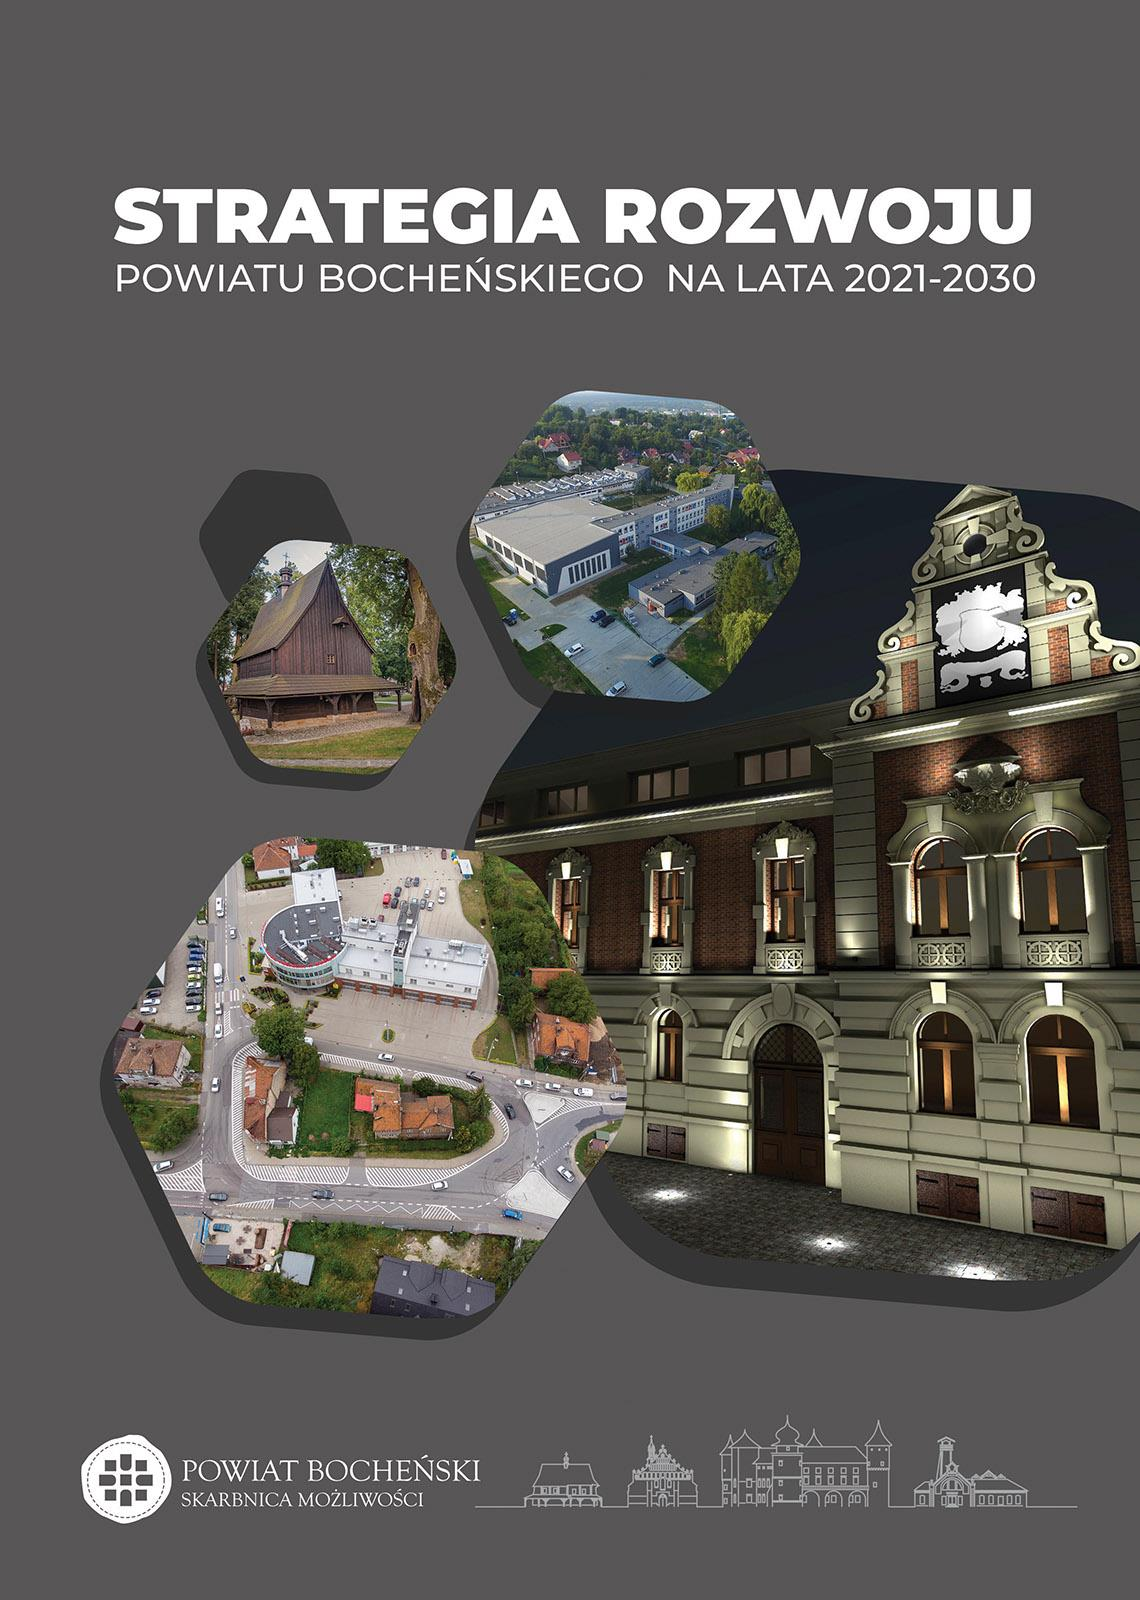 STRATEGIA ROZWOJU
POWIATU BOCHEŃSKIEGO NA LATA 2021-2030
POWIAT BOCHEŃSKI
SKARBNICA MOŻLIWOŚCI